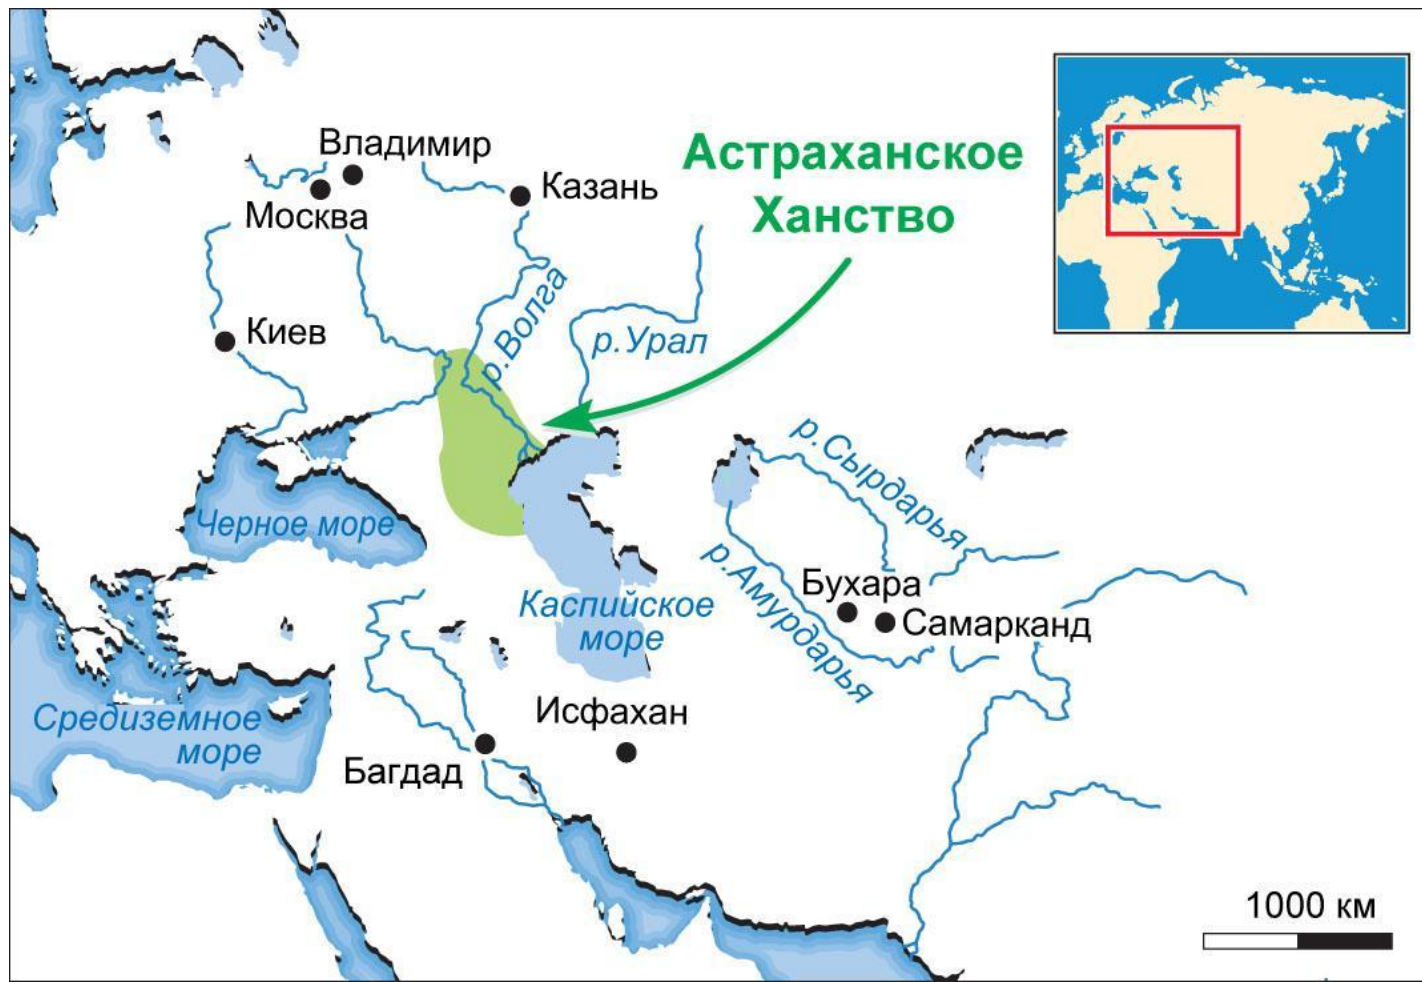 Владимир
Москва
Казань
Астраханское
Ханство
р.Волга
р.Урал
Киев
р.Сырдарья
Черное море
Каспийское
море
р.Амурдарья
Бухара
Самарканд
Средиземное
море
Исфахан
Багдад
1000 км